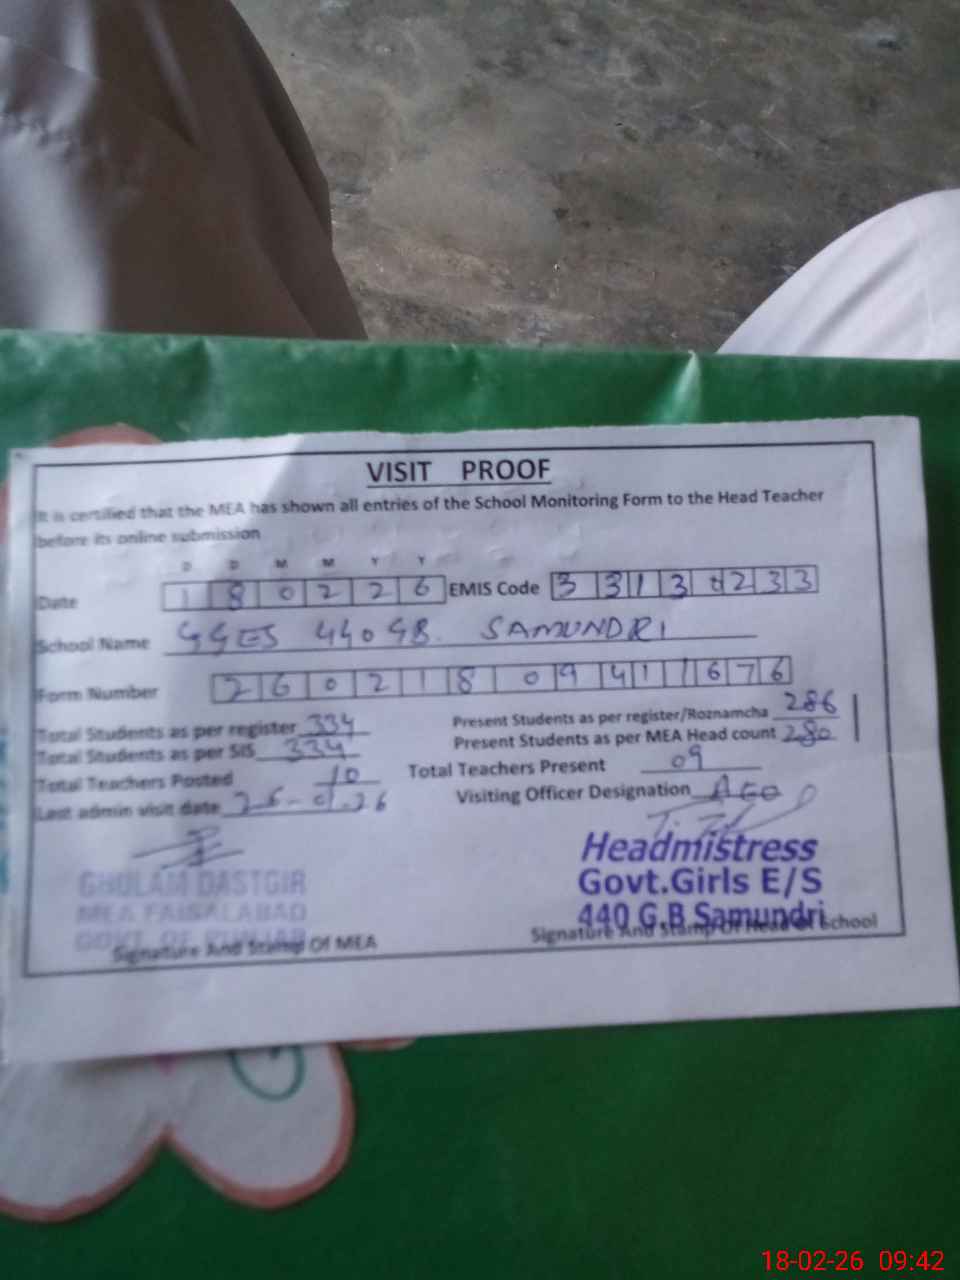 VISIT PROOF
It is certified that the MEA has shown all entries of the School Monitoring Form to the Head Teacher
before its online submission
D D M M Y Y
Date 1 8 0 2 2 6 EMIS Code 3 3 1 3 0 2 3 3
School Name GGES 440 GB. SAMUNDRI
Form Number 2 6 0 2 1 8 0 9 4 1 1 6 7 6
Total Students as per register 334 Present Students as per register/Roznamcha 286
Total Students as per SIS 334 Present Students as per MEA Head count 280
Total Teachers Posted 10 Total Teachers Present 09
Last admin visit date 26-01-26 Visiting Officer Designation AEO
GHULAM DASTGIR
MEA FAISALABAD
GOVT. OF PUNJAB
Signature And Stamp Of MEA
Headmistress
Govt.Girls E/S
440 G.B Samundri
Signature And Stamp Of Head Of School
18-02-26 09:42